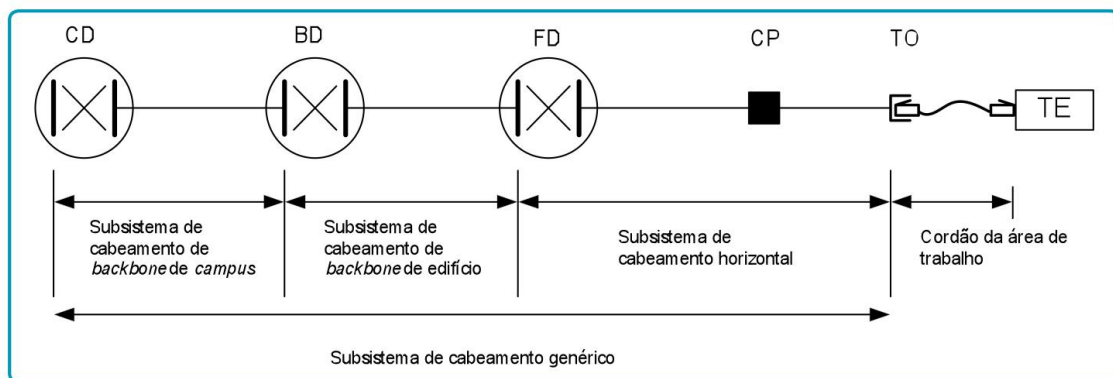 CD BD FD CP TO
TE
Subsistema de
cabeamento de
backbone de campus
Subsistema de
cabeamento de
backbone de edifício
Subsistema de
cabeamento horizontal
Cordão da área de
trabalho
Subsistema de cabeamento genérico